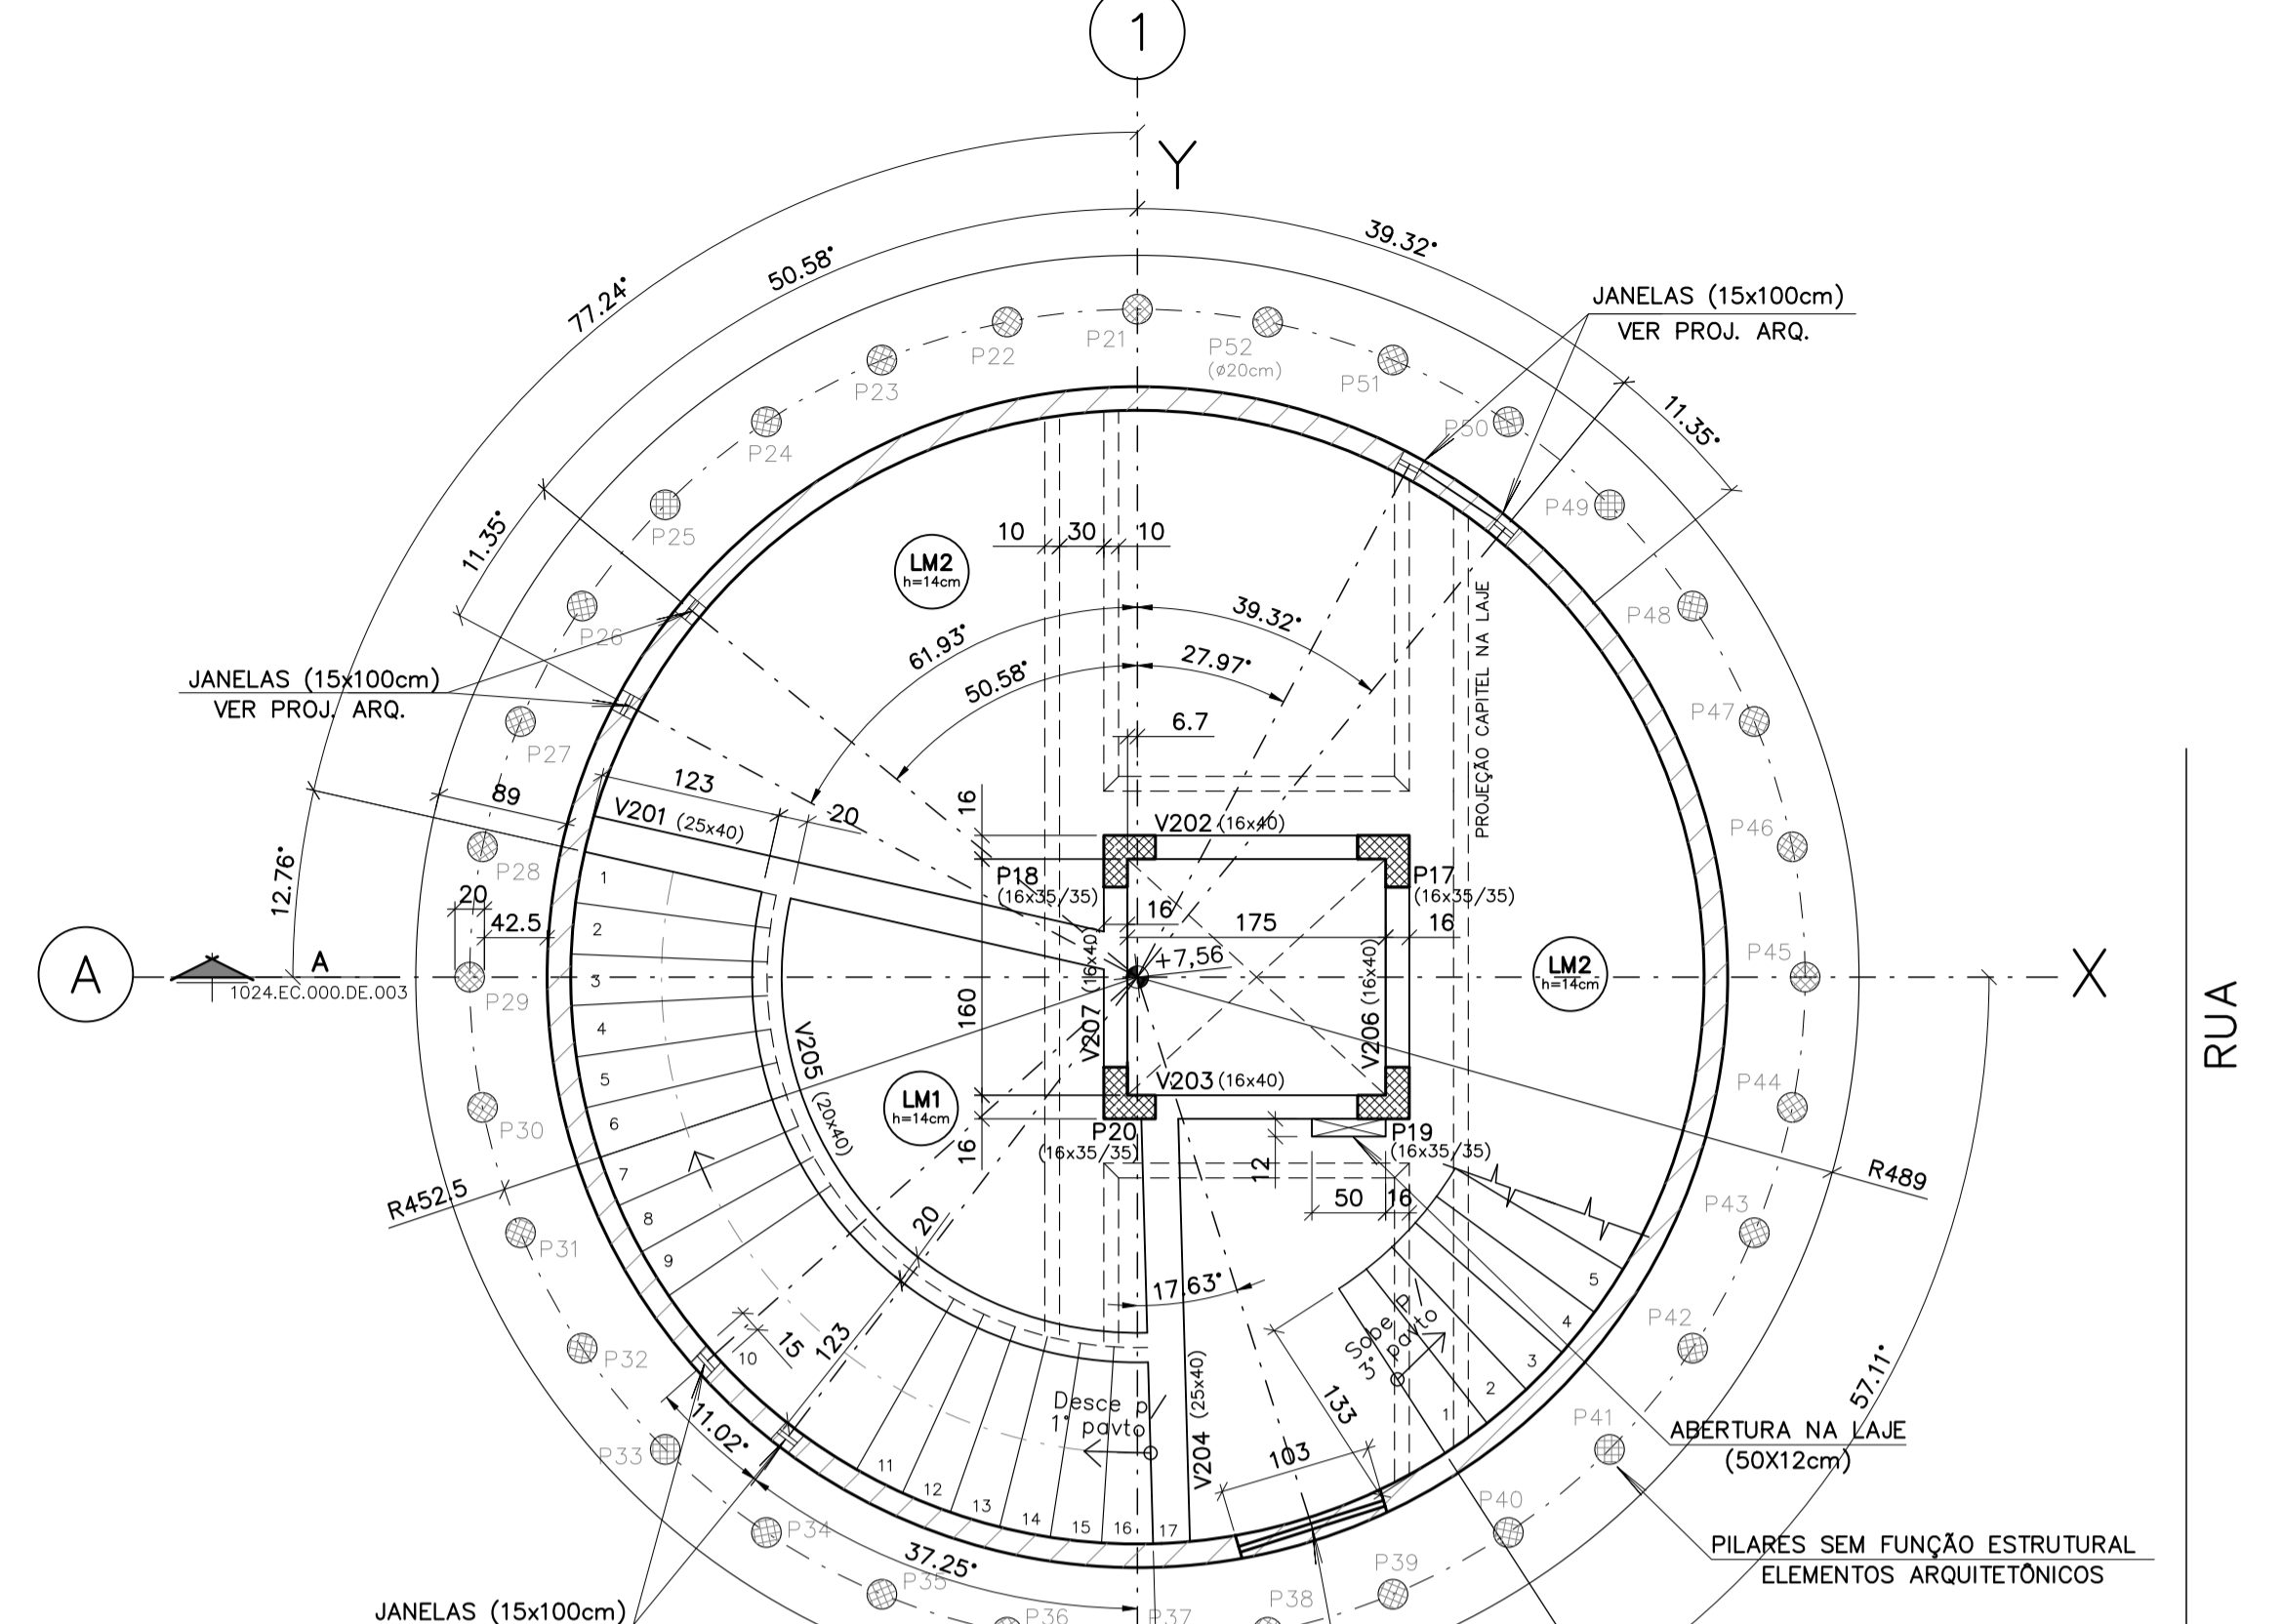 1
Y
39.32°
50.58°
77.24°
JANELAS (15x100cm)
VER PROJ. ARQ.
P21
P22
P52
(ø20cm)
P51
P23
P50
11.35°
P24
P49
P25
11.35°
10
30
10
LM2
h=14cm
P26
39.32°
61.93°
27.97°
50.58°
PROJEÇÃO CAPITEL NA LAJE
P48
JANELAS (15x100cm)
VER PROJ. ARQ.
6.7
P27
P47
123
89
V201 (25x40)
20
16
V202 (16x40)
P46
12.76°
P28
1
P18
(16x35/35)
P17
(16x35/35)
20
42.5
2
16
175
16
A
A
1024.EC.000.DE.003
P29
3
+7,56
V207 (16x40)
V206 (16x40)
LM2
h=14cm
P45
X
RUA
160
4
V205 (20x40)
5
LM1
h=14cm
V203 (16x40)
P44
P30
6
16
P20
(16x35/35)
P19
(16x35/35)
12
50
16
R452.5
R489
7
P31
8
9
20
P43
17.63°
5
P32
15
10
123
Sobe p/
3° pavto
4
3
2
1
P42
57.11°
133
Desce p/
1° pavto
V204 (25x40)
11.02°
P33
103
P41
ABERTURA NA LAJE
(50X12cm)
11
12
13
14
15
16
17
P34
P40
37.25°
PILARES SEM FUNÇÃO ESTRUTURAL
ELEMENTOS ARQUITETÔNICOS
P35
P39
JANELAS (15x100cm)
P36
P37
P38